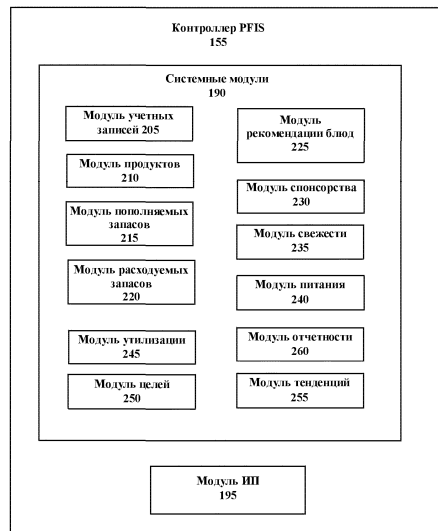 Контроллер PFIS
155
Системные модули
190
Модуль учетных
записей 205
Модуль продуктов
210
Модуль пополняемых
запасов
215
Модуль расходуемых
запасов
220
Модуль утилизации
245
Модуль целей
250
Модуль
рекомендации блюд
225
Модуль спонсорства
230
Модуль свежести
235
Модуль питания
240
Модуль отчетности
260
Модуль тенденций
255
Модуль ИП
195